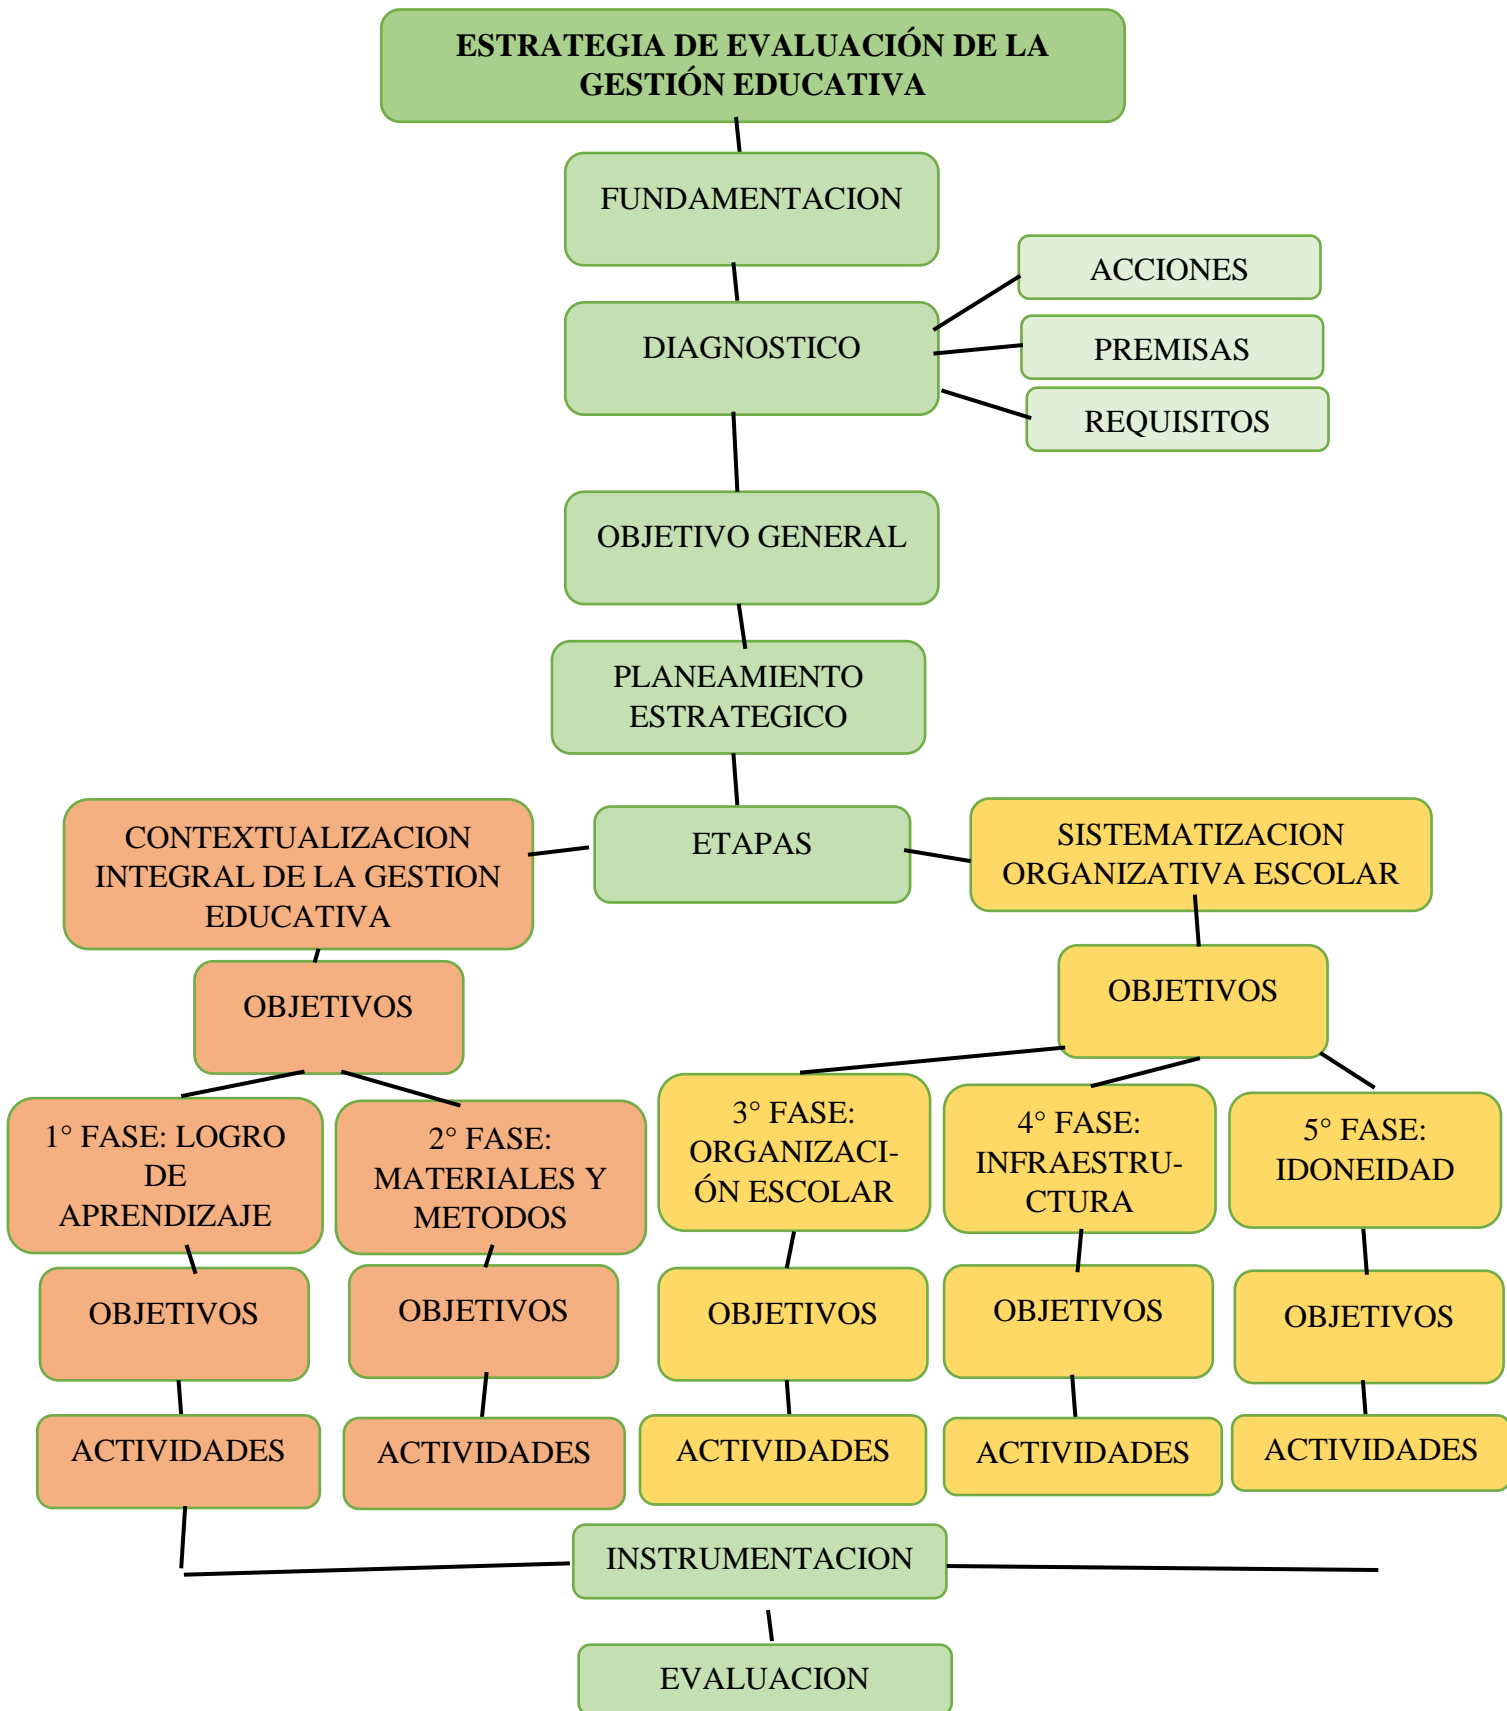 ESTRATEGIA DE EVALUACIÓN DE LA
GESTIÓN EDUCATIVA
FUNDAMENTACION
DIAGNOSTICO
ACCIONES
PREMISAS
REQUISITOS
OBJETIVO GENERAL
PLANEAMIENTO
ESTRATEGICO
ETAPAS
CONTEXTUALIZACION
INTEGRAL DE LA GESTION
EDUCATIVA
SISTEMATIZACION
ORGANIZATIVA ESCOLAR
OBJETIVOS
OBJETIVOS
1° FASE: LOGRO
DE
APRENDIZAJE
2° FASE:
MATERIALES Y
METODOS
3° FASE:
ORGANIZACI-
ÓN ESCOLAR
4° FASE:
INFRAESTRU-
CTURA
5° FASE:
IDONEIDAD
OBJETIVOS
OBJETIVOS
OBJETIVOS
OBJETIVOS
OBJETIVOS
ACTIVIDADES
ACTIVIDADES
ACTIVIDADES
ACTIVIDADES
ACTIVIDADES
INSTRUMENTACION
EVALUACION